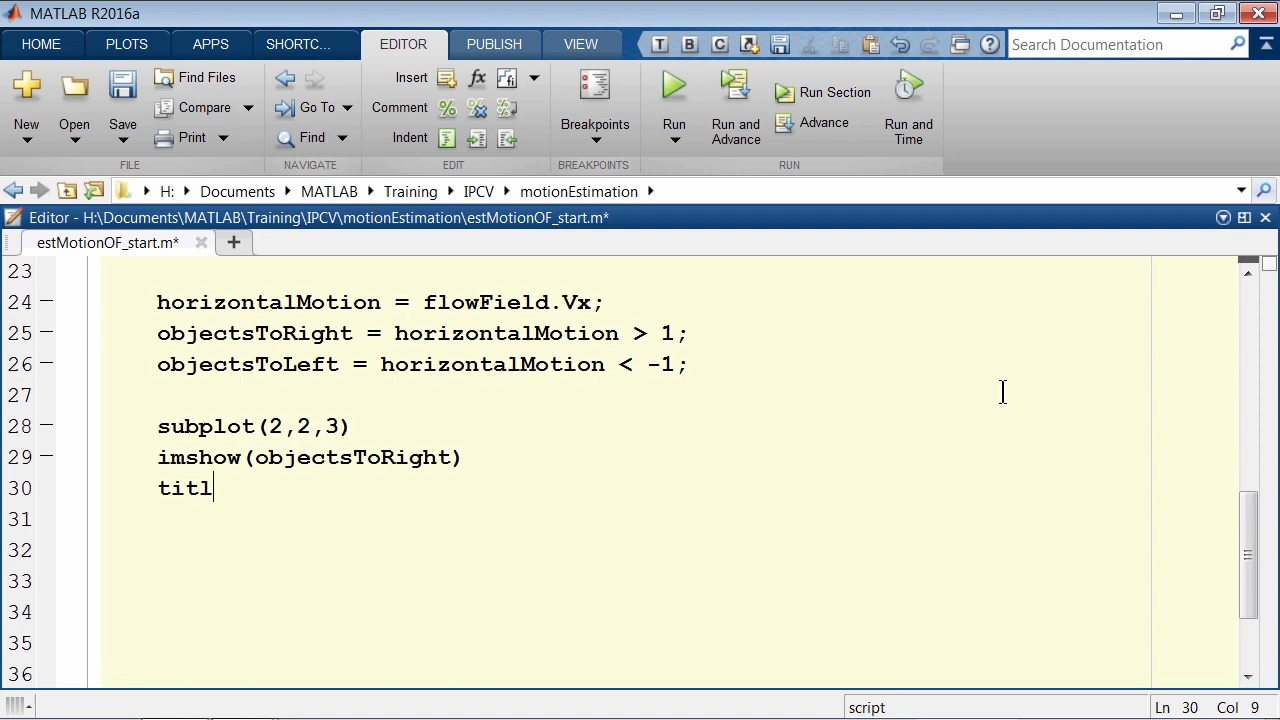 MATLAB R2016a
HOME PLOTS APPS SHORTC... EDITOR PUBLISH VIEW T B C ? Search Documentation
New Open Save Find Files Compare Print
Insert fx Comment Indent Go To Find
Breakpoints Run Run and Advance Run Section Advance Run and Time
FILE NAVIGATE EDIT BREAKPOINTS RUN
H: Documents MATLAB Training IPCV motionEstimation
Editor - H:\Documents\MATLAB\Training\IPCV\motionEstimation\estMotionOF_start.m*
estMotionOF_start.m*
23
24 horizontalMotion = flowField.Vx;
25 objectsToRight = horizontalMotion > 1;
26 objectsToLeft = horizontalMotion < -1;
27
28 subplot(2,2,3)
29 imshow(objectsToRight)
30 titl
31
32
33
34
35
36
script Ln 30 Col 9